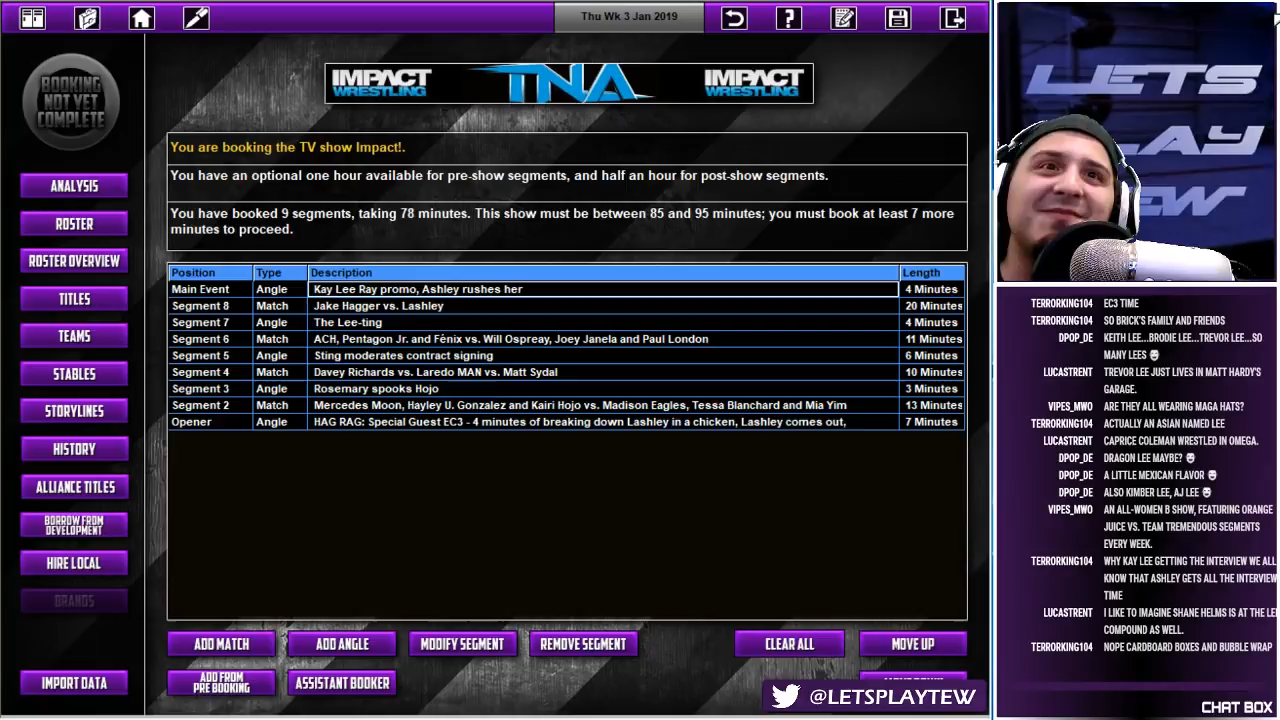 Thu Wk 3 Jan 2019
BOOKING NOT YET COMPLETE
IMPACT WRESTLING TNA IMPACT WRESTLING
LETS PLAY TEW
You are booking the TV show Impact!.
You have an optional one hour available for pre-show segments, and half an hour for post-show segments.
You have booked 9 segments, taking 78 minutes. This show must be between 85 and 95 minutes; you must book at least 7 more
minutes to proceed.
ANALYSIS
ROSTER
ROSTER OVERVIEW
TITLES
TEAMS
STABLES
STORYLINES
HISTORY
ALLIANCE TITLES
BORROW FROM
DEVELOPMENT
HIRE LOCAL
BRANDS
IMPORT DATA
Position Type Description Length
Main Event Angle Kay Lee Ray promo, Ashley rushes her 4 Minutes
Segment 8 Match Jake Hagger vs. Lashley 20 Minutes
Segment 7 Angle The Lee-ting 4 Minutes
Segment 6 Match ACH, Pentagon Jr. and Fénix vs. Will Ospreay, Joey Janela and Paul London 11 Minutes
Segment 5 Angle Sting moderates contract signing 6 Minutes
Segment 4 Match Davey Richards vs. Laredo MAN vs. Matt Sydal 10 Minutes
Segment 3 Angle Rosemary spooks Hojo 3 Minutes
Segment 2 Match Mercedes Moon, Hayley U. Gonzalez and Kairi Hojo vs. Madison Eagles, Tessa Blanchard and Mia Yim 13 Minutes
Opener Angle HAG RAG: Special Guest EC3 - 4 minutes of breaking down Lashley in a chicken, Lashley comes out, 7 Minutes
ADD MATCH ADD ANGLE MODIFY SEGMENT REMOVE SEGMENT CLEAR ALL MOVE UP
ADD FROM
PRE BOOKING ASSISTANT BOOKER
@LETSPLAYTEW
TERRORKING104 EC3 TIME
TERRORKING104 SO BRICK'S FAMILY AND FRIENDS
DPOP_DE KEITH LEE...BRODIE LEE...TREVOR LEE...SO
MANY LEES
LUCASTRENT TREVOR LEE JUST LIVES IN MATT HARDY'S
GARAGE.
VIPES_MWO ARE THEY ALL WEARING MAGA HATS?
TERRORKING104 ACTUALLY AN ASIAN NAMED LEE
LUCASTRENT CAPRICE COLEMAN WRESTLED IN OMEGA.
DPOP_DE DRAGON LEE MAYBE?
DPOP_DE A LITTLE MEXICAN FLAVOR
DPOP_DE ALSO KIMBER LEE, AJ LEE
VIPES_MWO AN ALL-WOMEN B SHOW, FEATURING ORANGE
JUICE VS. TEAM TREMENDOUS SEGMENTS
EVERY WEEK.
TERRORKING104 WHY KAY LEE GETTING THE INTERVIEW WE ALL
KNOW THAT ASHLEY GETS ALL THE INTERVIEW
TIME
LUCASTRENT I LIKE TO IMAGINE SHANE HELMS IS AT THE LE
COMPOUND AS WELL.
TERRORKING104 NOPE CARDBOARD BOXES AND BUBBLE WRAP
CHAT BOX